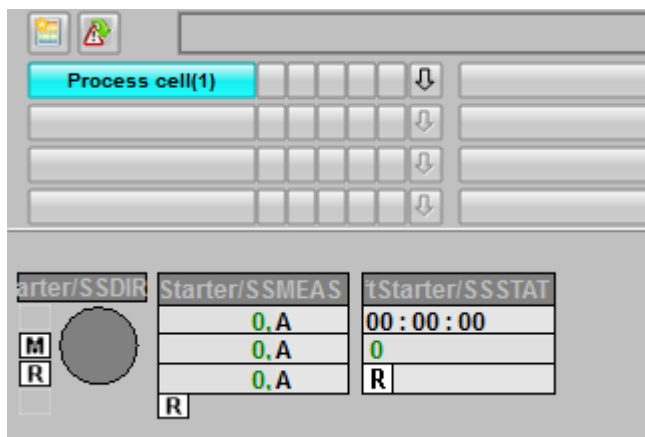 Process cell(1)
arter/SSDIR Starter/SSMEAS tStarter/SSSTAT
0, A 00:00:00
M 0, A 0
R 0, A R
R